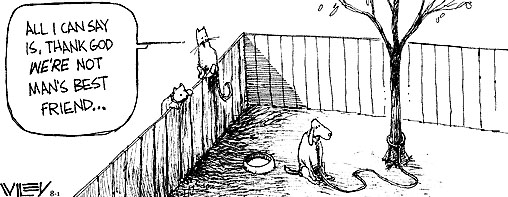 ALL I CAN SAY
IS, THANK GOD
WE'RE NOT
MAN'S BEST
FRIEND...
WILEY 8-1